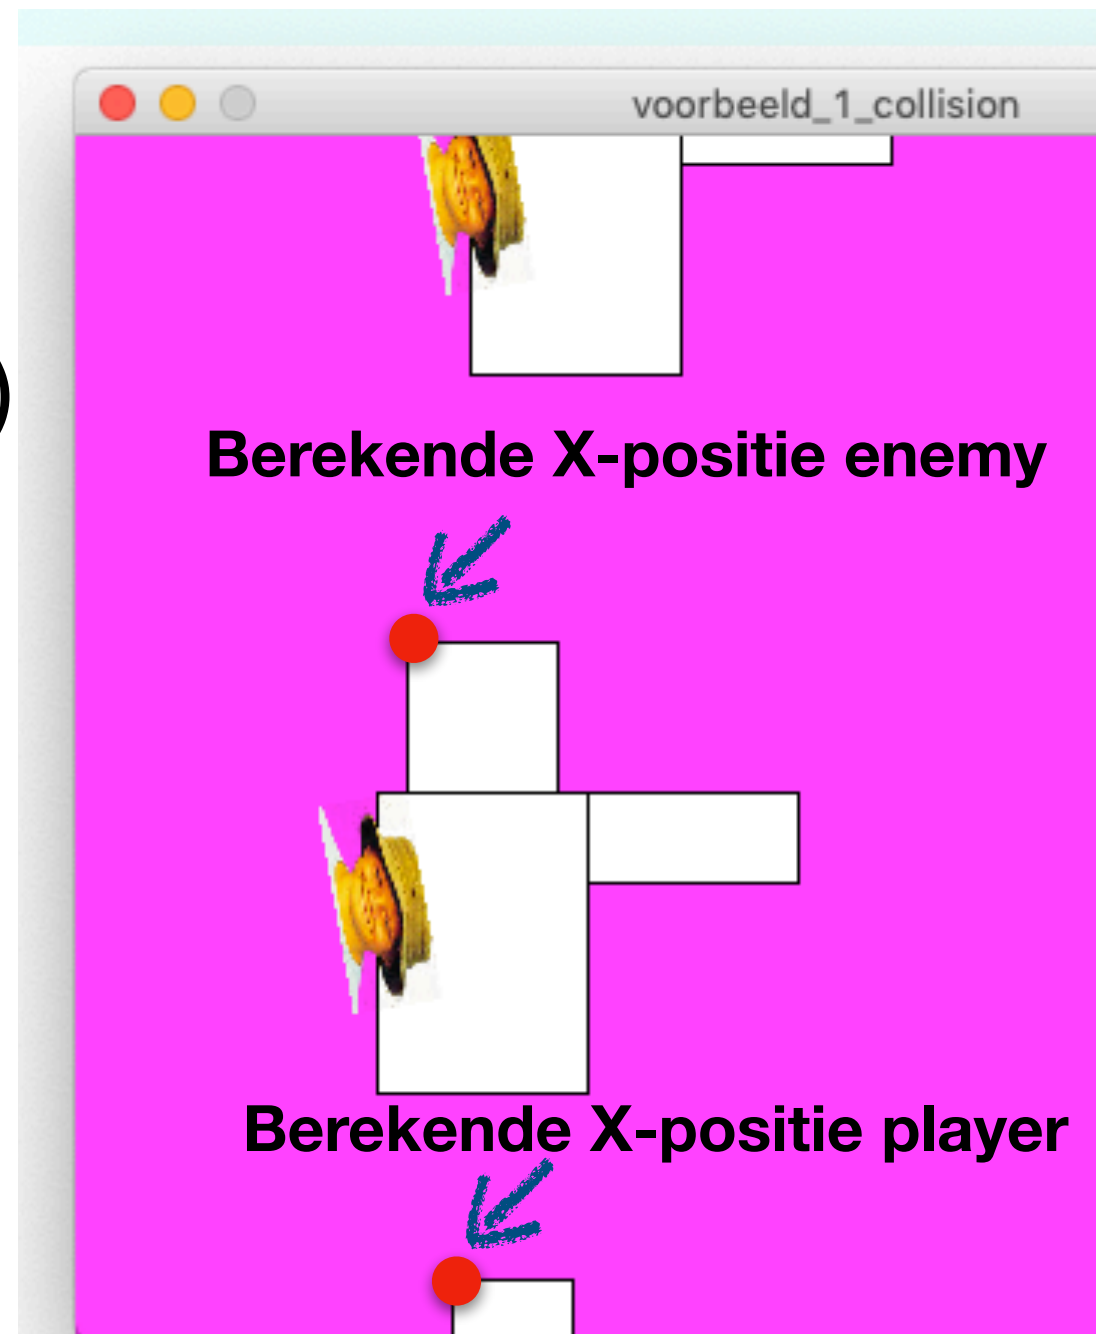 voorbeeld_1_collision
)
Berekende X-positie enemy
Berekende X-positie player